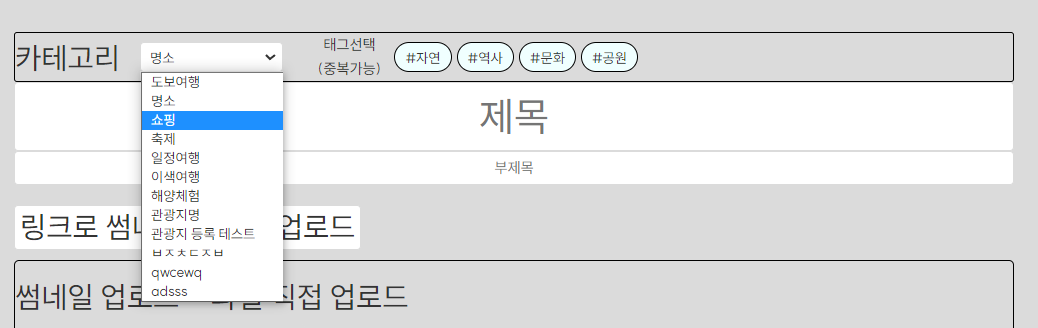 카테고리 명소 태그선택 (중복가능) #자연 #역사 #문화 #공원
도보여행
명소
쇼핑
축제
일정여행
이색여행
해양체험
관광지명
관광지 등록 테스트
ㅂㅈㅊㄷㅈㅂ
qwcewq
adsss
제목
부제목
링크로 썸네 업로드
썸네일 업로드 직접 업로드